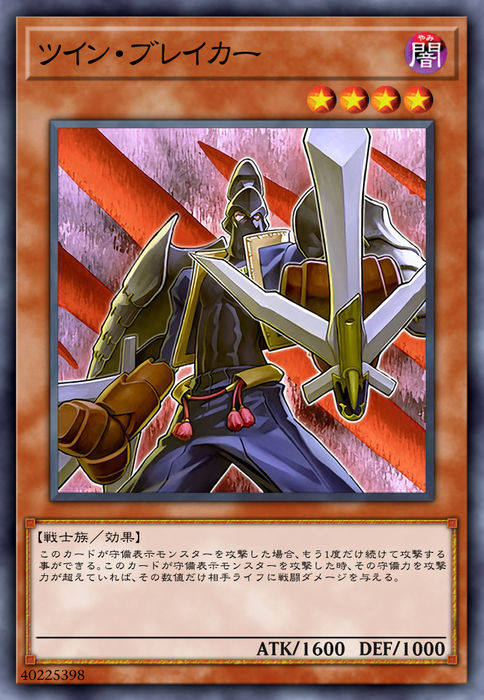 ツイン・ブレイカー
やみ
闇
【戦士族／効果】
このカードが守備表示モンスターを攻撃した場合、もう1度だけ続けて攻撃する
事ができる。このカードが守備表示モンスターを攻撃した時、その守備力を攻撃
力が超えていれば、その数値だけ相手ライフに戦闘ダメージを与える。
ATK/1600 DEF/1000
40225398